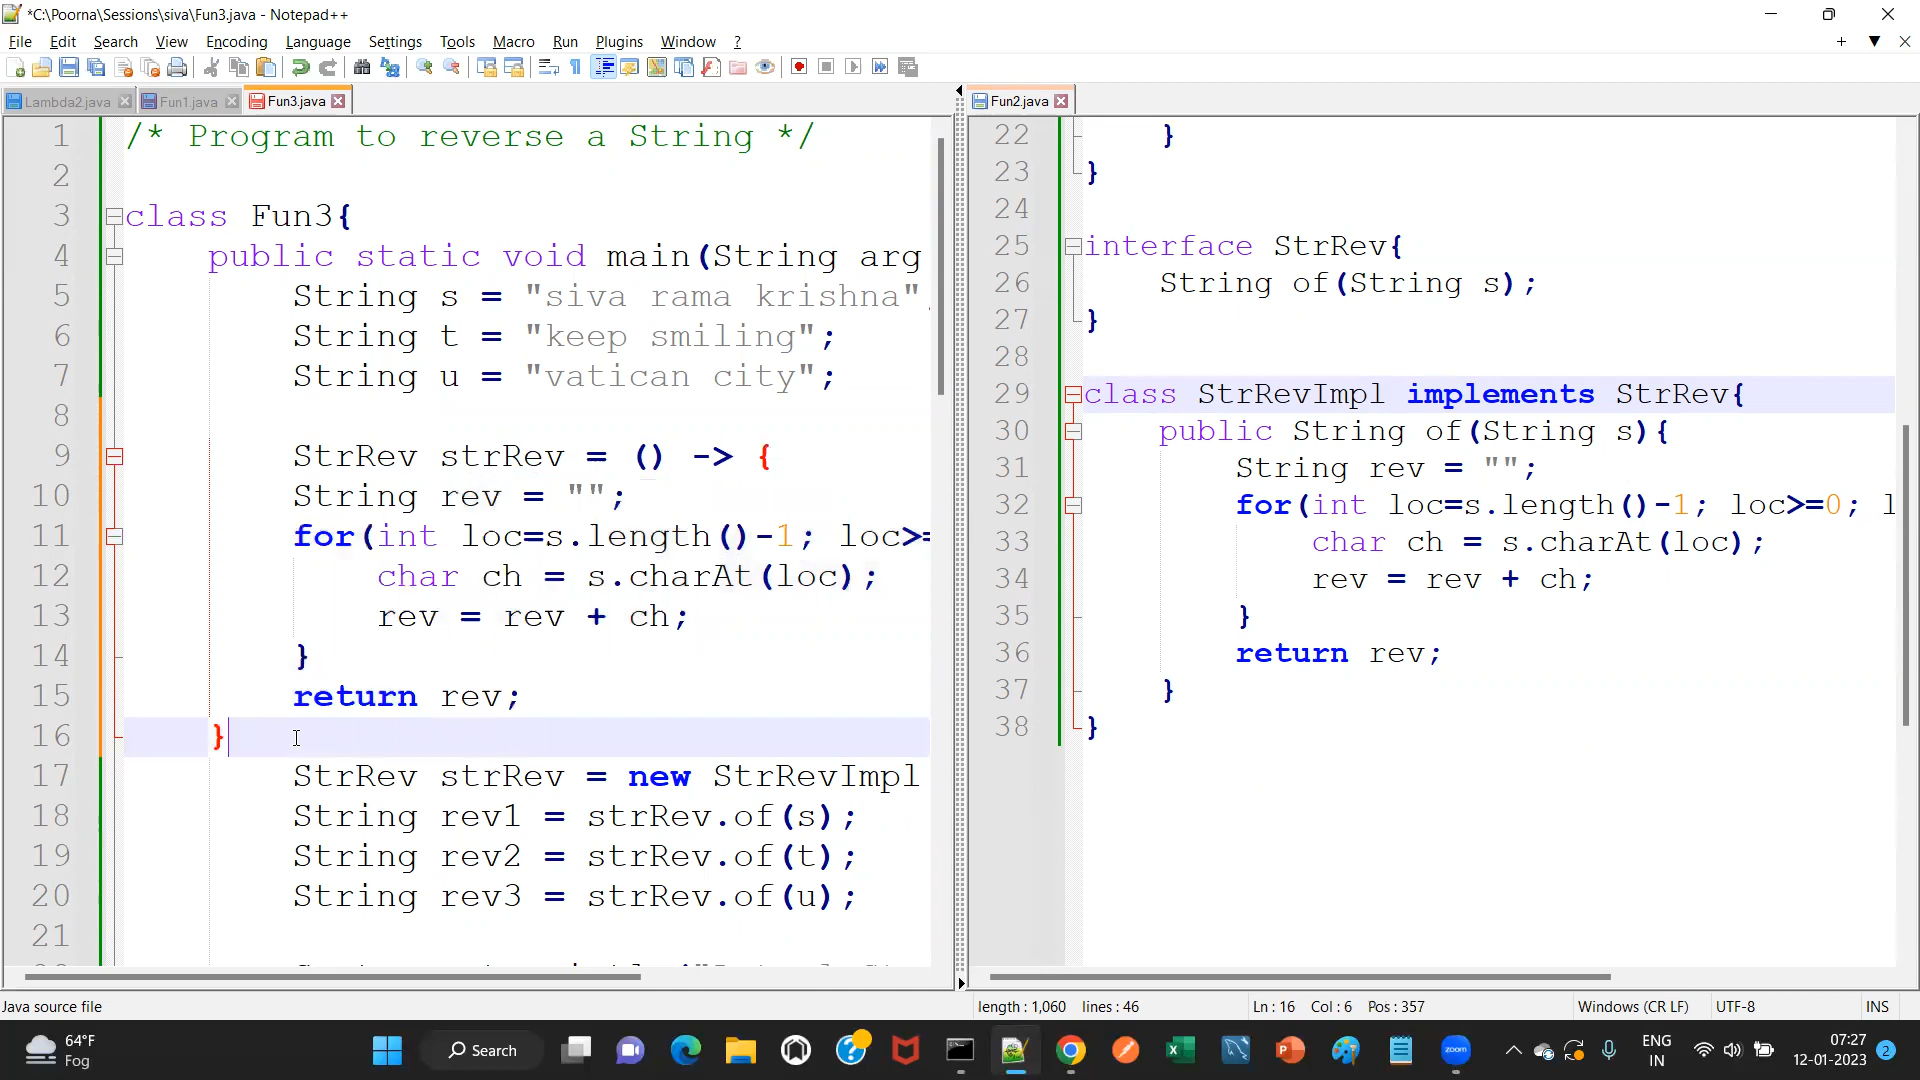 *C:\Poorna\Sessions\siva\Fun3.java - Notepad++
File Edit Search View Encoding Language Settings Tools Macro Run Plugins Window ?
Lambda2.java Fun1.java Fun3.java
1 /* Program to reverse a String */
2
3 class Fun3{
4 public static void main(String arg
5 String s = "siva rama krishna"
6 String t = "keep smiling";
7 String u = "vatican city";
8
9 StrRev strRev = () -> {
10 String rev = "";
11 for(int loc=s.length()-1; loc>=
12 char ch = s.charAt(loc);
13 rev = rev + ch;
14 }
15 return rev;
16 }
17 StrRev strRev = new StrRevImpl
18 String rev1 = strRev.of(s);
19 String rev2 = strRev.of(t);
20 String rev3 = strRev.of(u);
21
Fun2.java
22 }
23 }
24
25 interface StrRev{
26 String of(String s);
27 }
28
29 class StrRevImpl implements StrRev{
30 public String of(String s){
31 String rev = "";
32 for(int loc=s.length()-1; loc>=0; l
33 char ch = s.charAt(loc);
34 rev = rev + ch;
35 }
36 return rev;
37 }
38 }
Java source file length : 1,060 lines : 46 Ln : 16 Col : 6 Pos : 357 Windows (CR LF) UTF-8 INS
64°F
Fog
Search
zoom
ENG
IN
07:27
12-01-2023
2